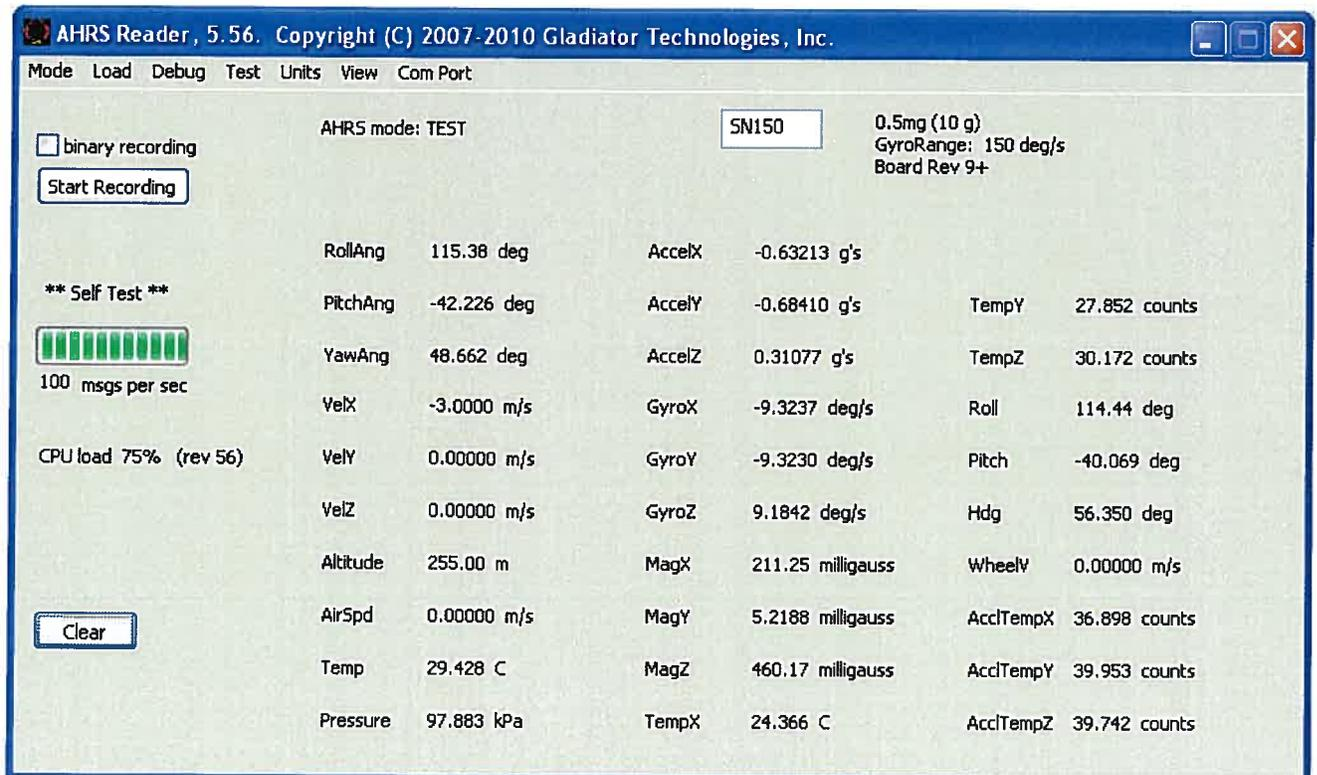 AHRS Reader, 5.56. Copyright (C) 2007-2010 Gladiator Technologies, Inc.
Mode Load Debug Test Units View Com Port
binary recording
Start Recording
AHRS mode: TEST
SN150
0.5mg (10 g)
GyroRange: 150 deg/s
Board Rev 9+
** Self Test **
100 msgs per sec
CPU load 75% (rev 56)
Clear
RollAng 115.38 deg AccelX -0.63213 g's
PitchAng -42.226 deg AccelY -0.68410 g's TempY 27.852 counts
YawAng 48.662 deg AccelZ 0.31077 g's TempZ 30.172 counts
VelX -3.0000 m/s GyroX -9.3237 deg/s Roll 114.44 deg
VelY 0.00000 m/s GyroY -9.3230 deg/s Pitch -40.069 deg
VelZ 0.00000 m/s GyroZ 9.1842 deg/s Hdg 56.350 deg
Altitude 255.00 m MagX 211.25 milligauss WheelV 0.00000 m/s
AirSpd 0.00000 m/s MagY 5.2188 milligauss AcclTempX 36.898 counts
Temp 29.428 C MagZ 460.17 milligauss AcclTempY 39.953 counts
Pressure 97.883 kPa TempX 24.366 C AcclTempZ 39.742 counts